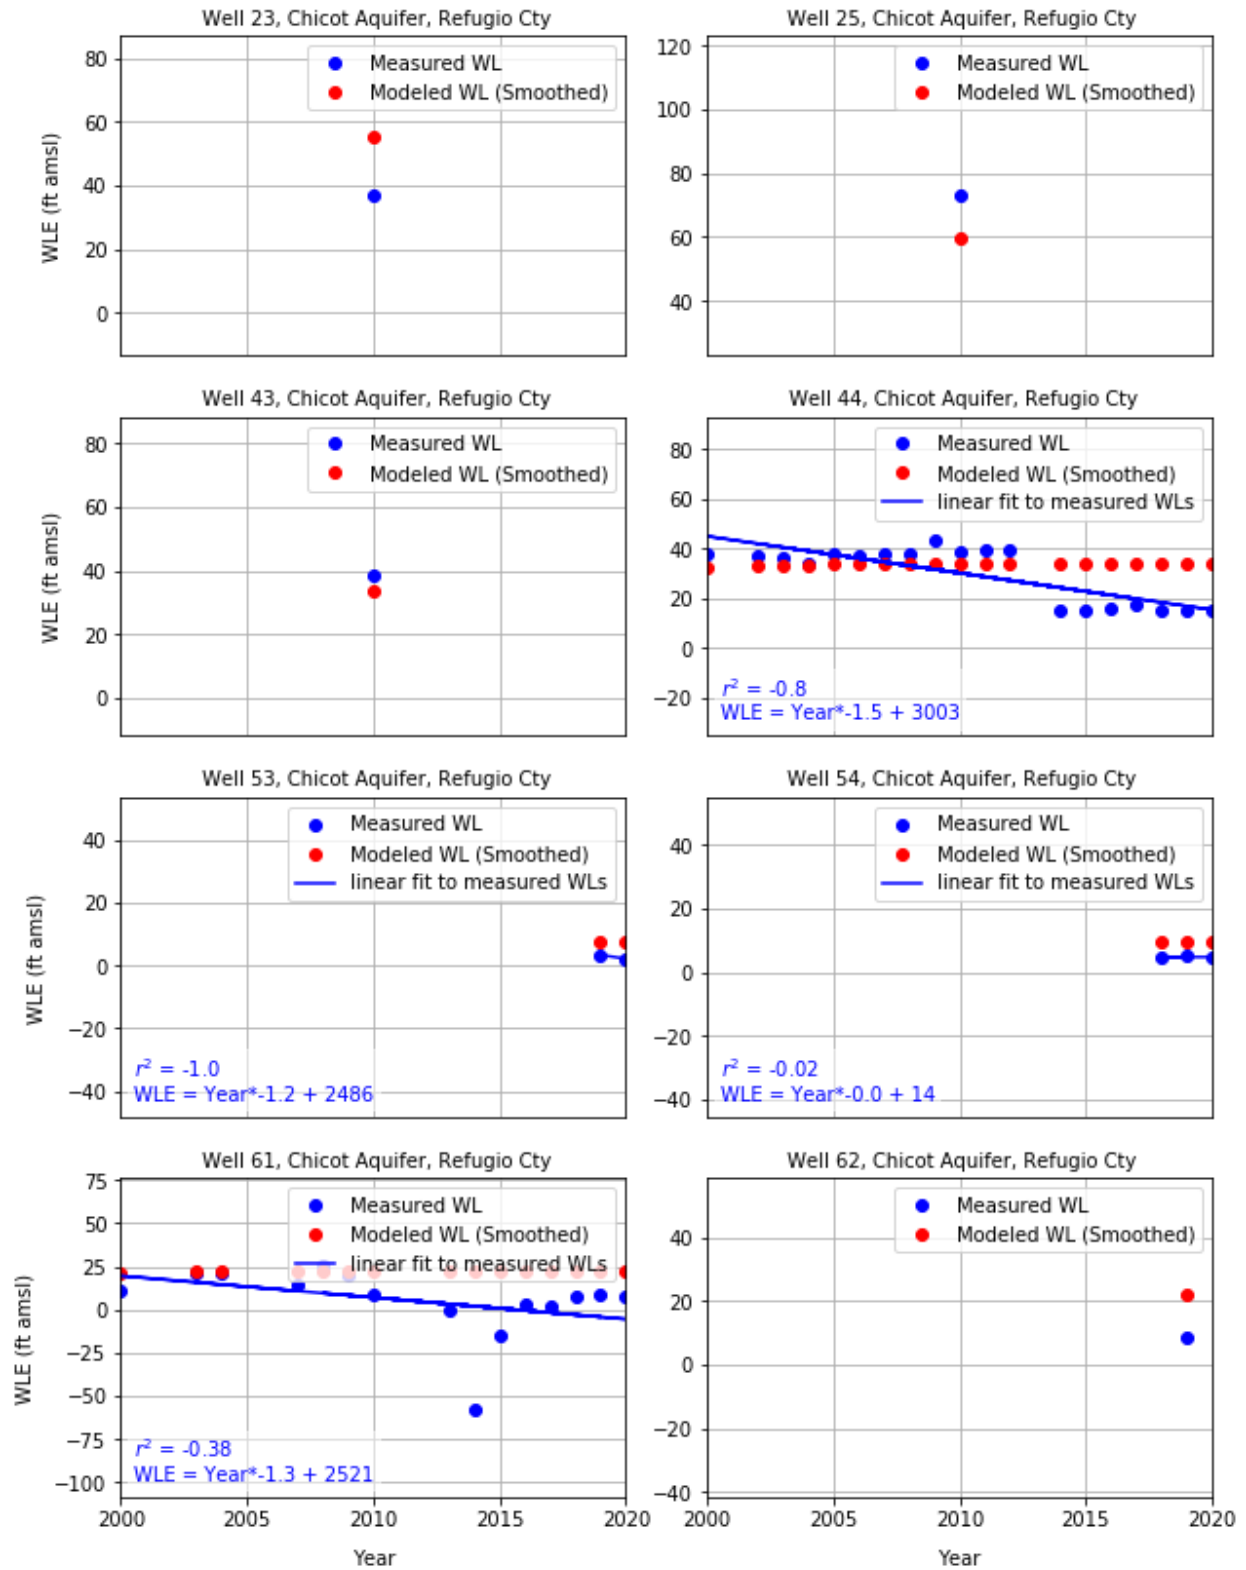 Well 23, Chicot Aquifer, Refugio Cty
80
60
40
20
0
WLE (ft amsl)
Measured WL
Modeled WL (Smoothed)
Well 25, Chicot Aquifer, Refugio Cty
120
100
80
60
40
Measured WL
Modeled WL (Smoothed)
Well 43, Chicot Aquifer, Refugio Cty
80
60
40
20
0
WLE (ft amsl)
Measured WL
Modeled WL (Smoothed)
Well 44, Chicot Aquifer, Refugio Cty
80
60
40
20
0
−20
Measured WL
Modeled WL (Smoothed)
linear fit to measured WLs
r² = -0.8
WLE = Year*-1.5 + 3003
Well 53, Chicot Aquifer, Refugio Cty
40
20
0
−20
−40
WLE (ft amsl)
Measured WL
Modeled WL (Smoothed)
linear fit to measured WLs
r² = -1.0
WLE = Year*-1.2 + 2486
Well 54, Chicot Aquifer, Refugio Cty
40
20
0
−20
−40
Measured WL
Modeled WL (Smoothed)
linear fit to measured WLs
r² = -0.02
WLE = Year*-0.0 + 14
Well 61, Chicot Aquifer, Refugio Cty
75
50
25
0
−25
−50
−75
−100
WLE (ft amsl)
Measured WL
Modeled WL (Smoothed)
linear fit to measured WLs
r² = -0.38
WLE = Year*-1.3 + 2521
2000 2005 2010 2015 2020
Year
Well 62, Chicot Aquifer, Refugio Cty
40
20
0
−20
−40
Measured WL
Modeled WL (Smoothed)
2000 2005 2010 2015 2020
Year